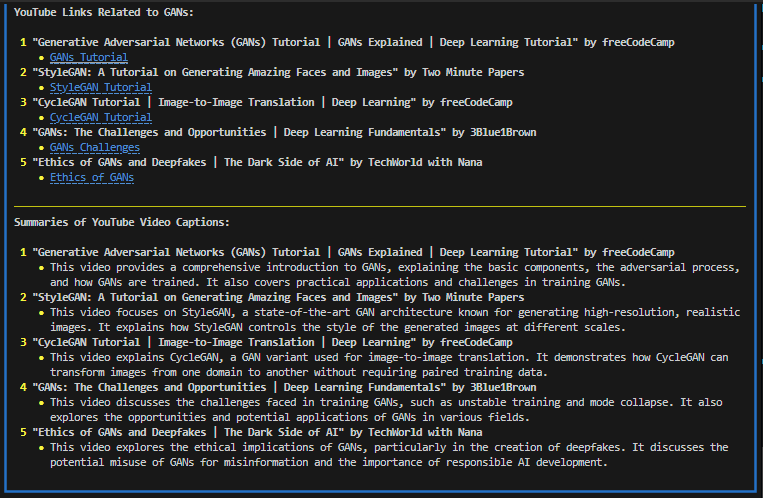 YouTube Links Related to GANs:
1 "Generative Adversarial Networks (GANs) Tutorial | GANs Explained | Deep Learning Tutorial" by freeCodeCamp
• GANs Tutorial
2 "StyleGAN: A Tutorial on Generating Amazing Faces and Images" by Two Minute Papers
• StyleGAN Tutorial
3 "CycleGAN Tutorial | Image-to-Image Translation | Deep Learning" by freeCodeCamp
• CycleGAN Tutorial
4 "GANs: The Challenges and Opportunities | Deep Learning Fundamentals" by 3Blue1Brown
• GANs Challenges
5 "Ethics of GANs and Deepfakes | The Dark Side of AI" by TechWorld with Nana
• Ethics of GANs
Summaries of YouTube Video Captions:
1 "Generative Adversarial Networks (GANs) Tutorial | GANs Explained | Deep Learning Tutorial" by freeCodeCamp
• This video provides a comprehensive introduction to GANs, explaining the basic components, the adversarial process,
and how GANs are trained. It also covers practical applications and challenges in training GANs.
2 "StyleGAN: A Tutorial on Generating Amazing Faces and Images" by Two Minute Papers
• This video focuses on StyleGAN, a state-of-the-art GAN architecture known for generating high-resolution, realistic
images. It explains how StyleGAN controls the style of the generated images at different scales.
3 "CycleGAN Tutorial | Image-to-Image Translation | Deep Learning" by freeCodeCamp
• This video explains CycleGAN, a GAN variant used for image-to-image translation. It demonstrates how CycleGAN can
transform images from one domain to another without requiring paired training data.
4 "GANs: The Challenges and Opportunities | Deep Learning Fundamentals" by 3Blue1Brown
• This video discusses the challenges faced in training GANs, such as unstable training and mode collapse. It also
explores the opportunities and potential applications of GANs in various fields.
5 "Ethics of GANs and Deepfakes | The Dark Side of AI" by TechWorld with Nana
• This video explores the ethical implications of GANs, particularly in the creation of deepfakes. It discusses the
potential misuse of GANs for misinformation and the importance of responsible AI development.